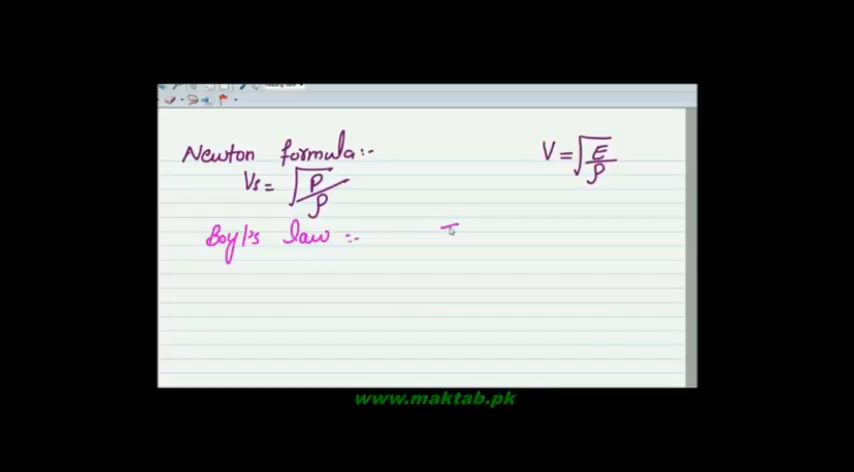 Newton formula:-
V = √E/ρ
Vs = √P/ρ
Boyl's law :-
T
www.maktab.pk